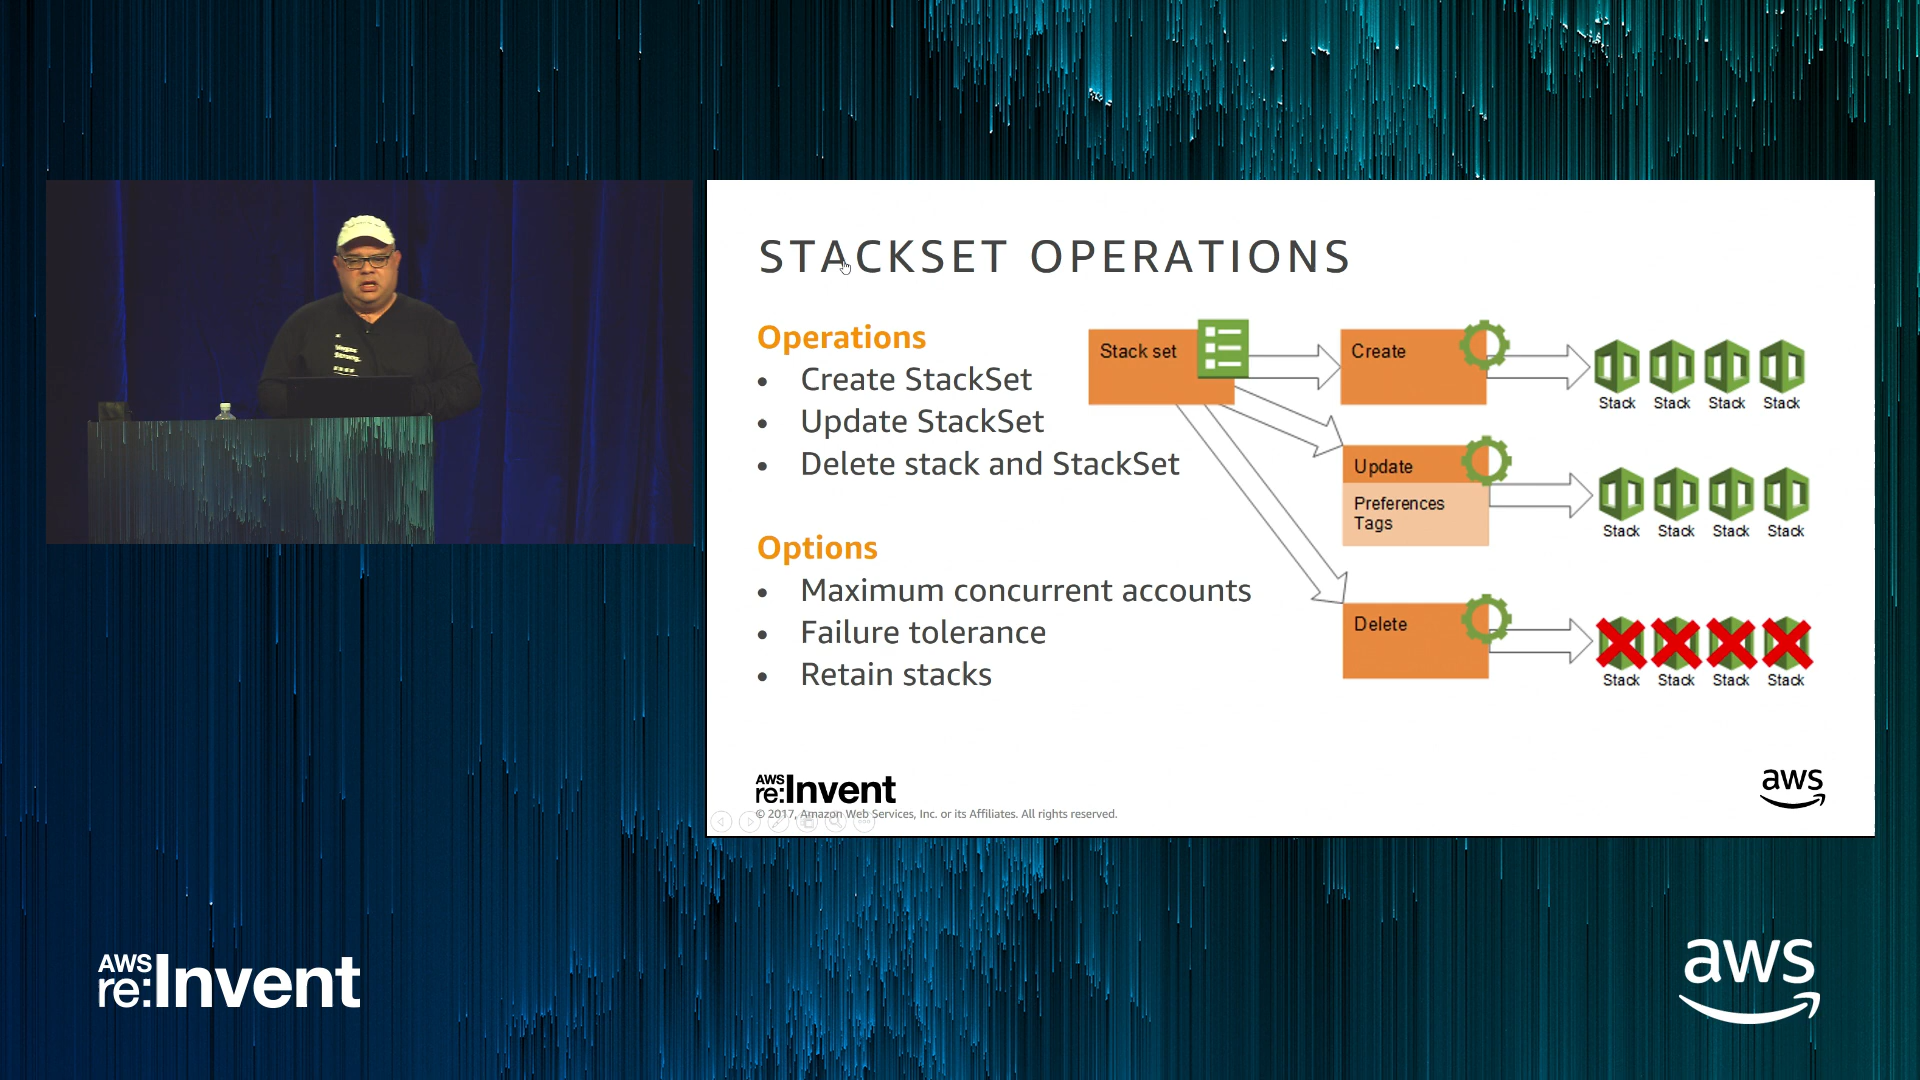 Vegas
Strong.
STACKSET OPERATIONS
Operations
• Create StackSet
• Update StackSet
• Delete stack and StackSet
Options
• Maximum concurrent accounts
• Failure tolerance
• Retain stacks
Stack set
Create
Stack Stack Stack Stack
Update
Preferences
Tags
Stack Stack Stack Stack
Delete
Stack Stack Stack Stack
AWS
re:Invent
© 2017, Amazon Web Services, Inc. or its Affiliates. All rights reserved.
aws
AWS
re:Invent
aws